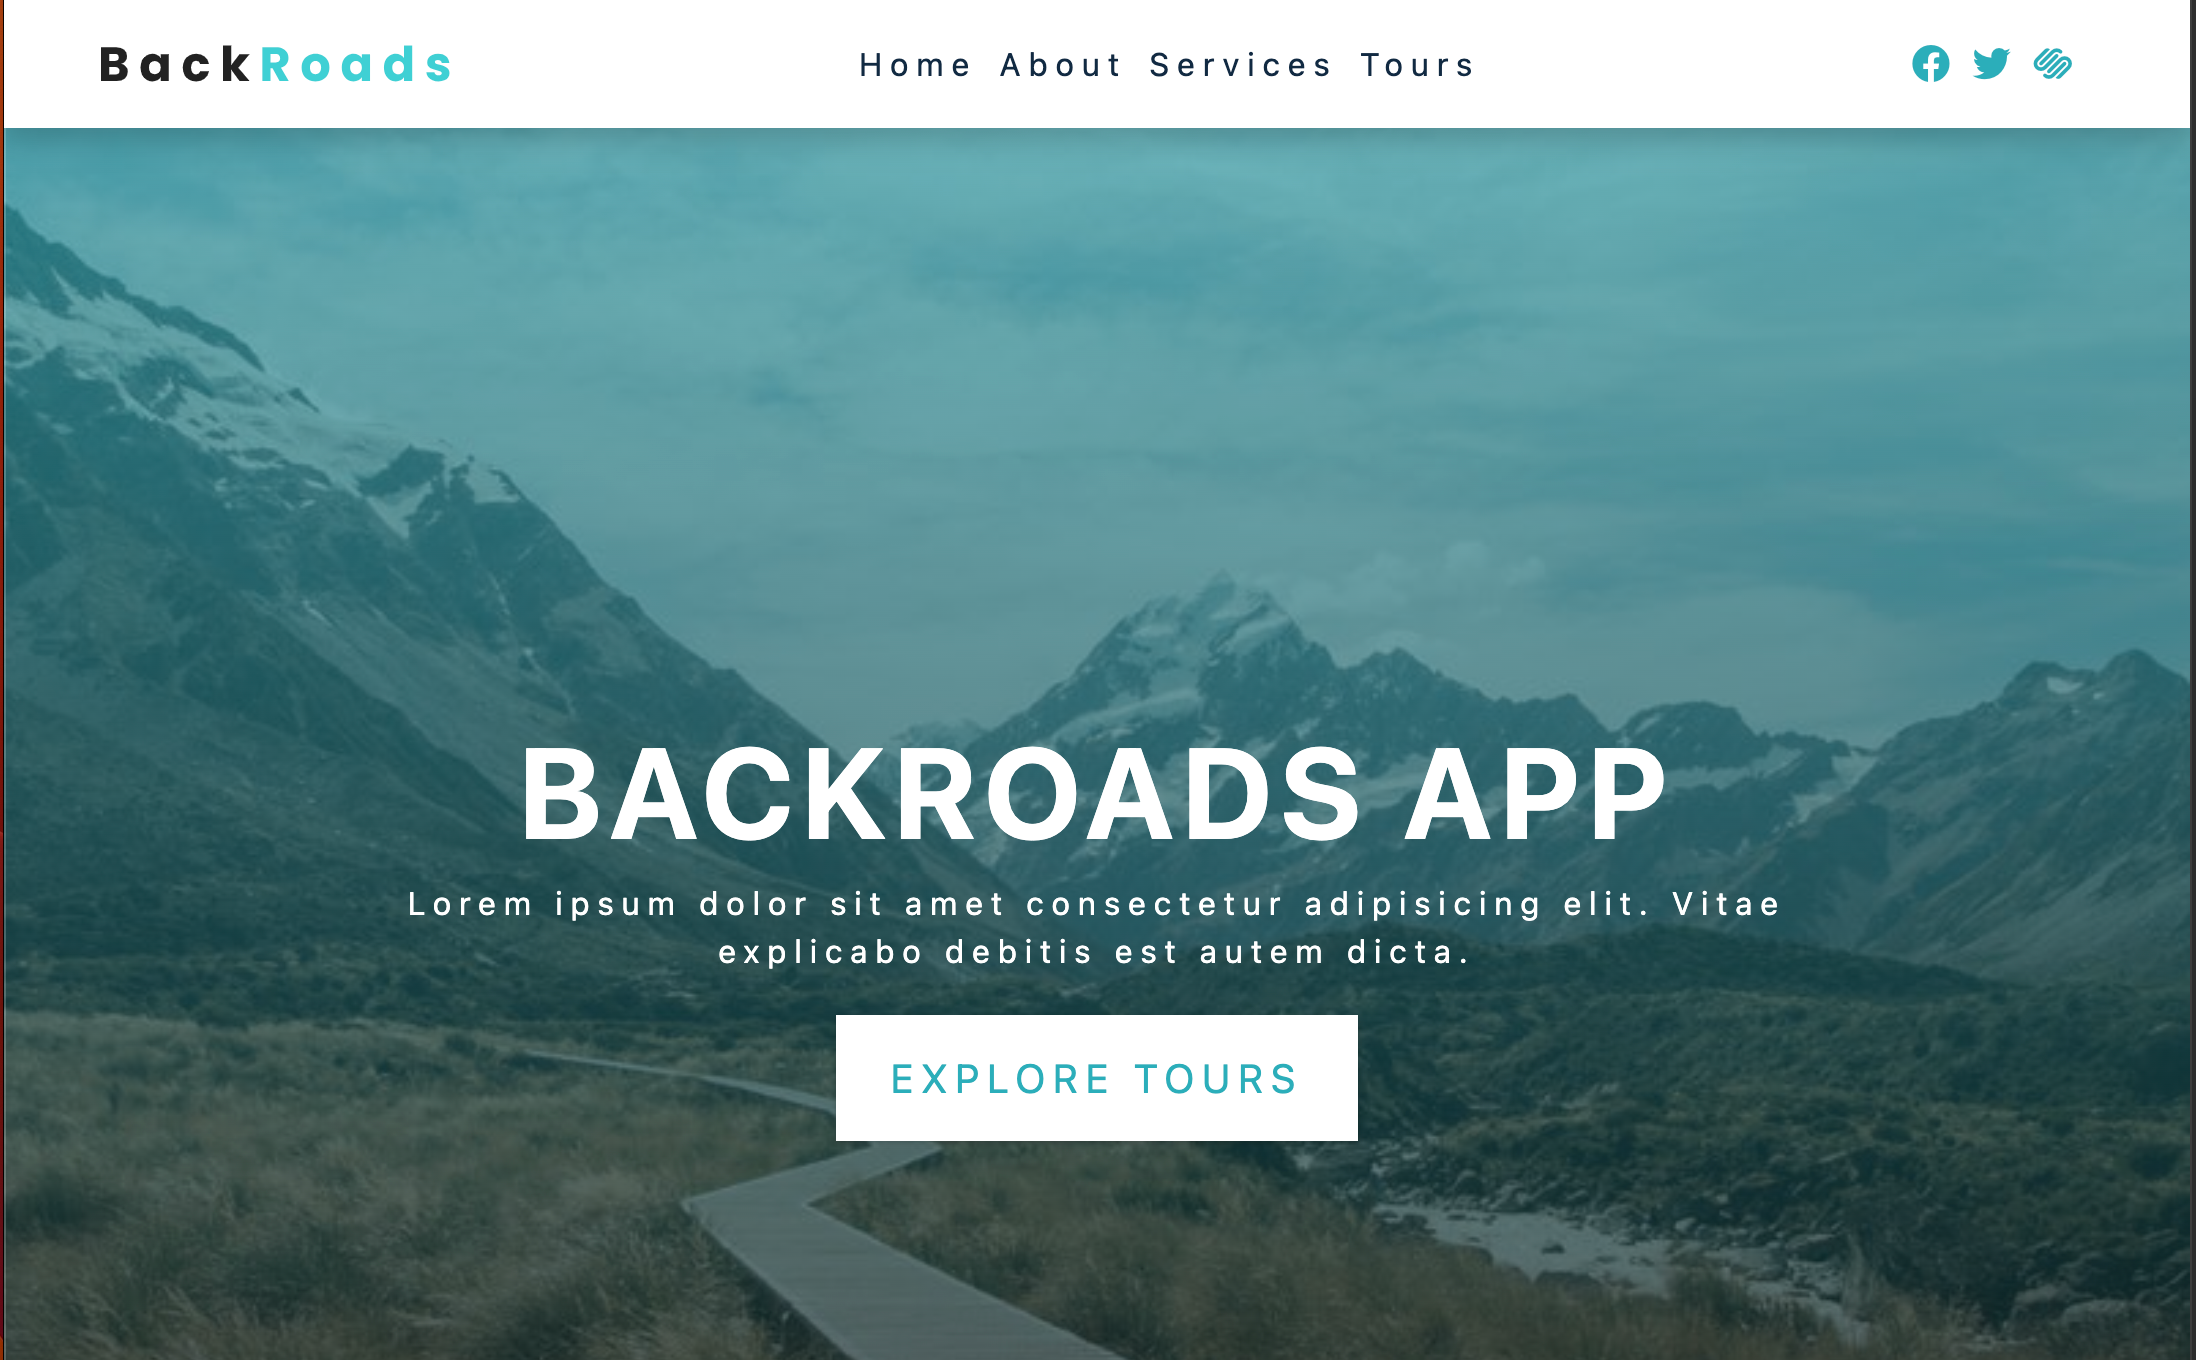 BackRoads
Home About Services Tours
BACKROADS APP
Lorem ipsum dolor sit amet consectetur adipisicing elit. Vitae
explicabo debitis est autem dicta.
EXPLORE TOURS